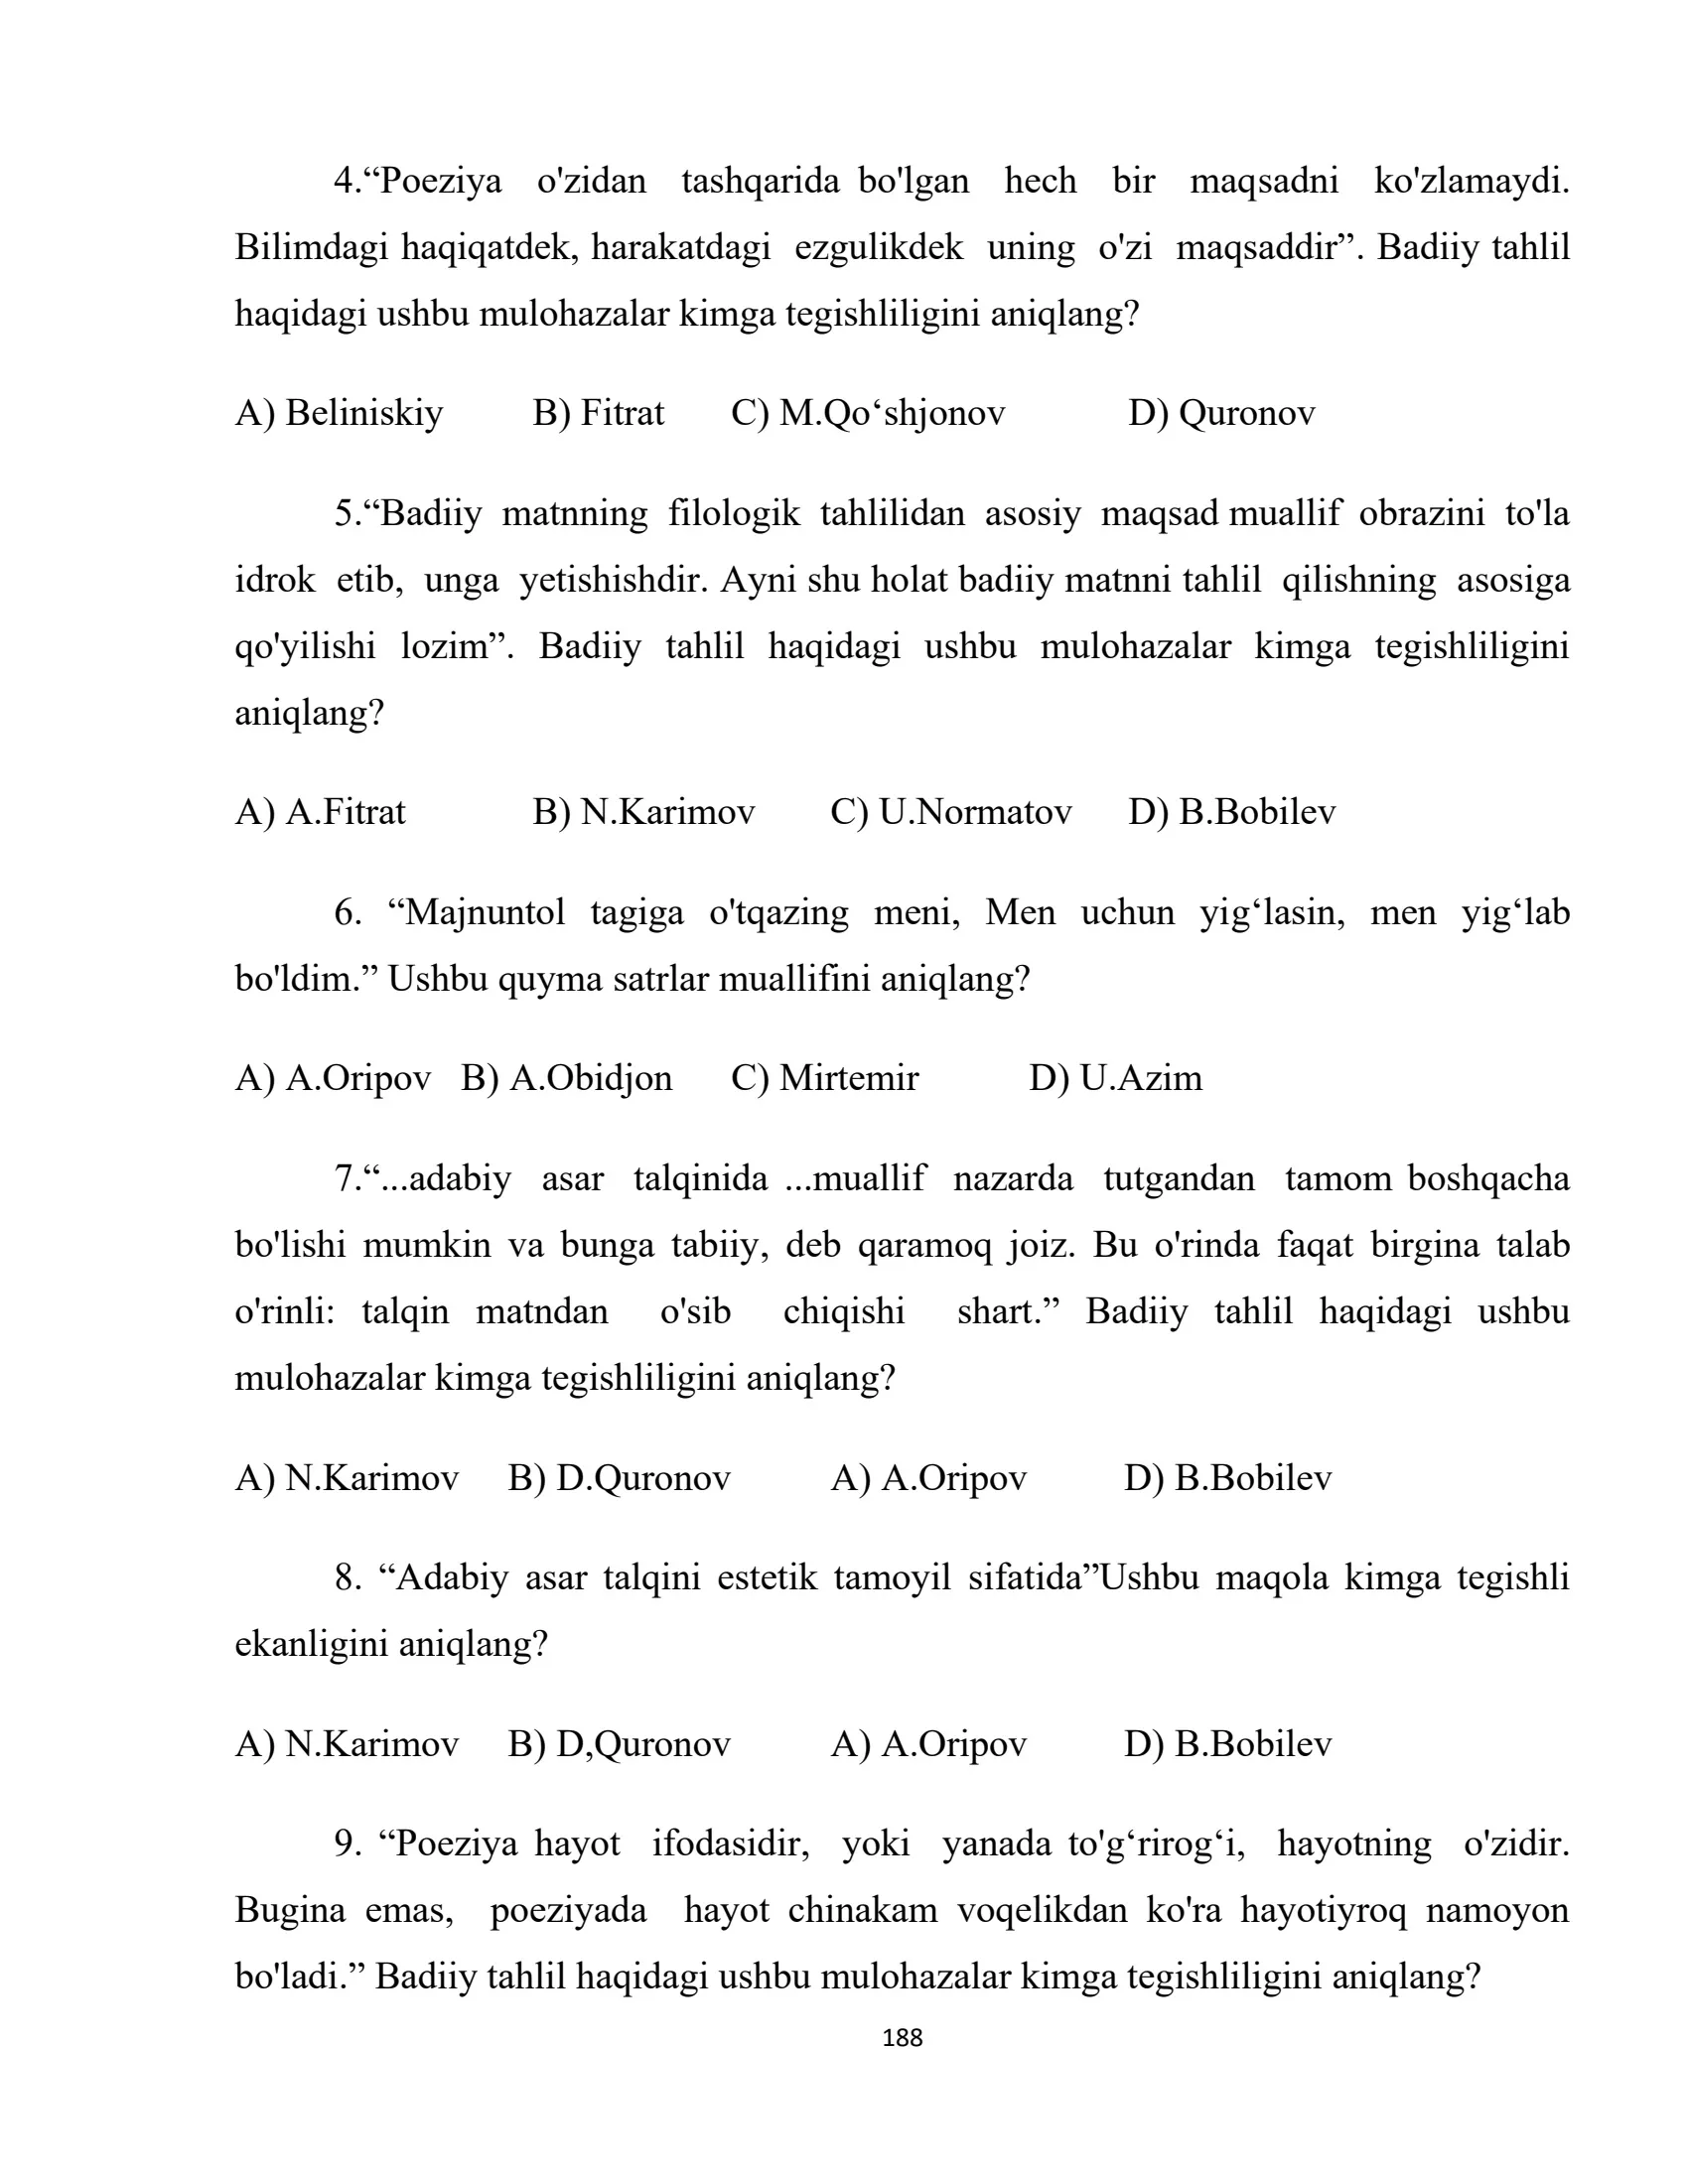 4.“Poeziya o'zidan tashqarida bo'lgan hech bir maqsadni ko'zlamaydi.
Bilimdagi haqiqatdek, harakatdagi ezgulikdek uning o'zi maqsaddir”. Badiiy tahlil
haqidagi ushbu mulohazalar kimga tegishliligini aniqlang?
A) Beliniskiy B) Fitrat C) M.Qo‘shjonov D) Quronov
5.“Badiiy matnning filologik tahlilidan asosiy maqsad muallif obrazini to'la
idrok etib, unga yetishishdir. Ayni shu holat badiiy matnni tahlil qilishning asosiga
qo'yilishi lozim”. Badiiy tahlil haqidagi ushbu mulohazalar kimga tegishliligini
aniqlang?
A) A.Fitrat B) N.Karimov C) U.Normatov D) B.Bobilev
6. “Majnuntol tagiga o'tqazing meni, Men uchun yig‘lasin, men yig‘lab
bo'ldim.” Ushbu quyma satrlar muallifini aniqlang?
A) A.Oripov B) A.Obidjon C) Mirtemir D) U.Azim
7.“...adabiy asar talqinida ...muallif nazarda tutgandan tamom boshqacha
bo'lishi mumkin va bunga tabiiy, deb qaramoq joiz. Bu o'rinda faqat birgina talab
o'rinli: talqin matndan o'sib chiqishi shart.” Badiiy tahlil haqidagi ushbu
mulohazalar kimga tegishliligini aniqlang?
A) N.Karimov B) D.Quronov A) A.Oripov D) B.Bobilev
8. “Adabiy asar talqini estetik tamoyil sifatida”Ushbu maqola kimga tegishli
ekanligini aniqlang?
A) N.Karimov B) D,Quronov A) A.Oripov D) B.Bobilev
9. “Poeziya hayot ifodasidir, yoki yanada to'g‘rirog‘i, hayotning o'zidir.
Bugina emas, poeziyada hayot chinakam voqelikdan ko'ra hayotiyroq namoyon
bo'ladi.” Badiiy tahlil haqidagi ushbu mulohazalar kimga tegishliligini aniqlang?
188